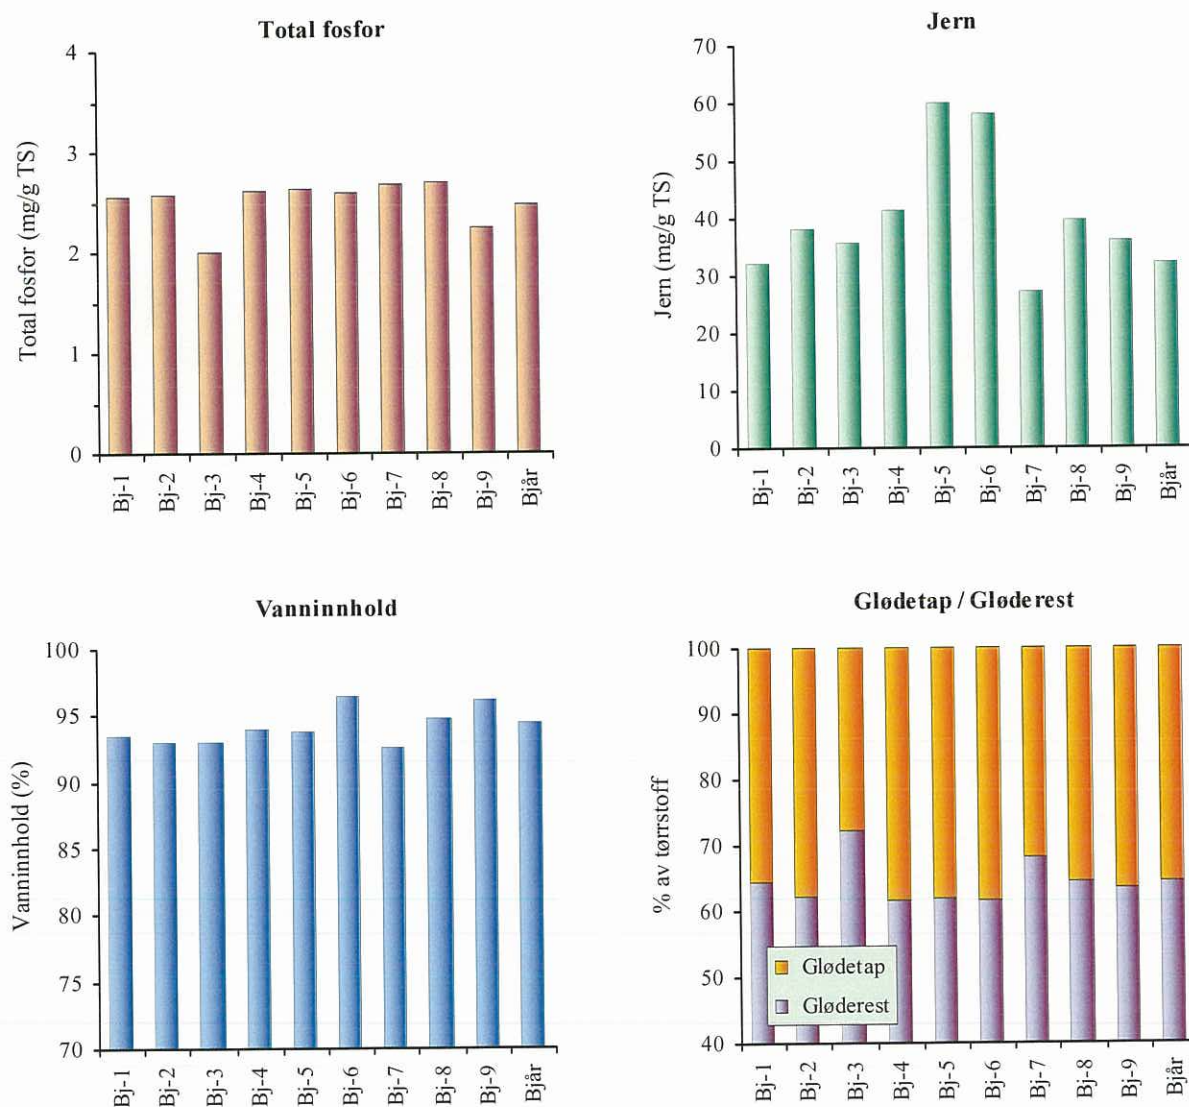 Total fosfor
4
3
2
1
0
Total fosfor (mg/g TS)
Bj-1
Bj-2
Bj-3
Bj-4
Bj-5
Bj-6
Bj-7
Bj-8
Bj-9
Bjår
Jern
70
60
50
40
30
20
10
0
Jern (mg/g TS)
Bj-1
Bj-2
Bj-3
Bj-4
Bj-5
Bj-6
Bj-7
Bj-8
Bj-9
Bjår
Vanninnhold
100
95
90
85
80
75
70
Vanninnhold (%)
Bj-1
Bj-2
Bj-3
Bj-4
Bj-5
Bj-6
Bj-7
Bj-8
Bj-9
Bjår
Glødetap / Gløderest
100
90
80
70
60
50
40
% av tørrstoff
Glødetap
Gløderest
Bj-1
Bj-2
Bj-3
Bj-4
Bj-5
Bj-6
Bj-7
Bj-8
Bj-9
Bjår